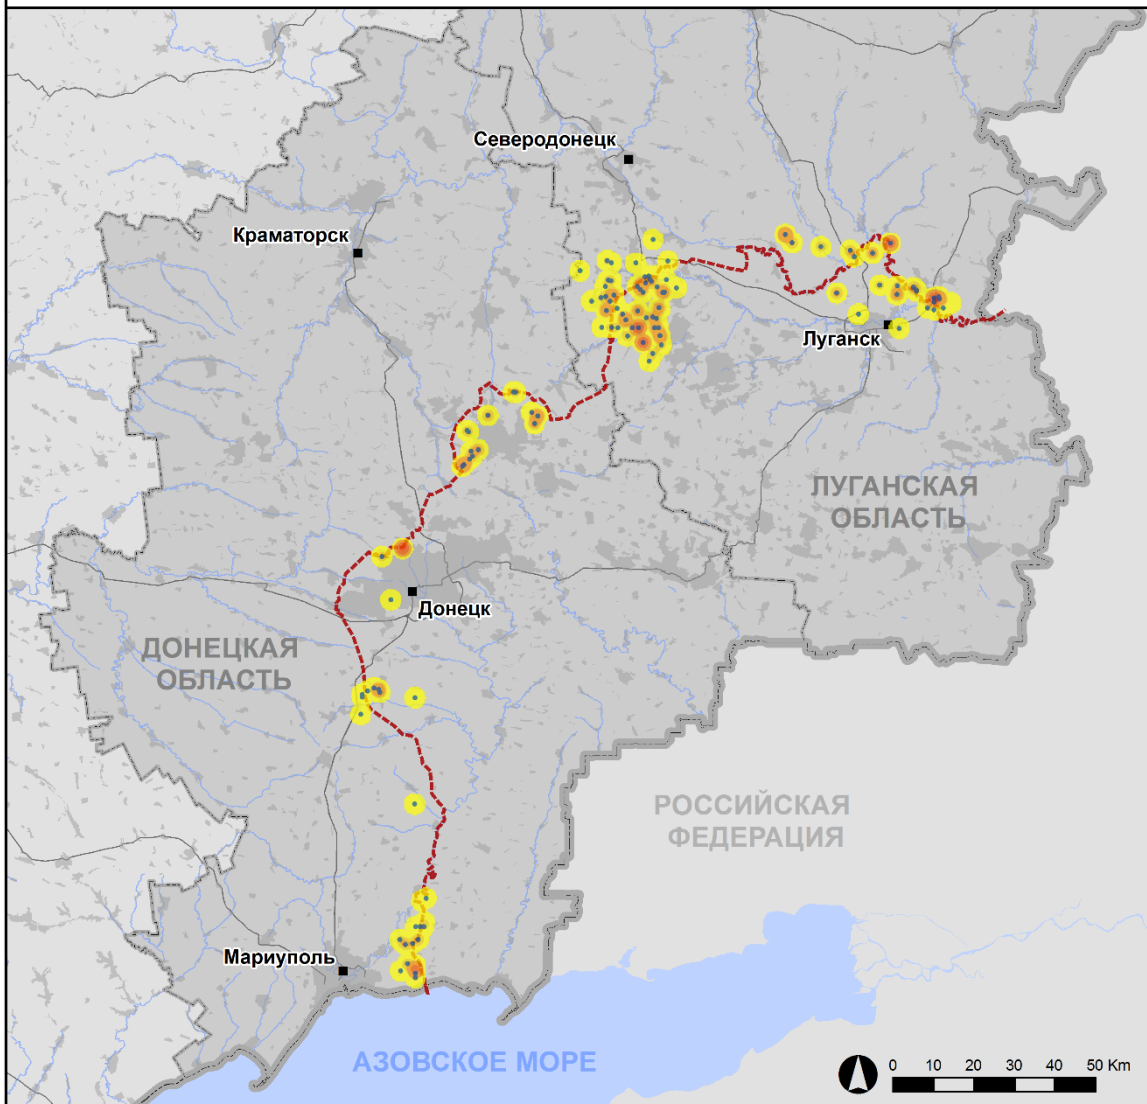 Северодонецк
Краматорск
Луганск
ЛУГАНСКАЯ
ОБЛАСТЬ
Донецк
ДОНЕЦКАЯ
ОБЛАСТЬ
РОССИЙСКАЯ
ФЕДЕРАЦИЯ
Мариуполь
АЗОВСКОЕ МОРЕ
0 10 20 30 40 50 Km